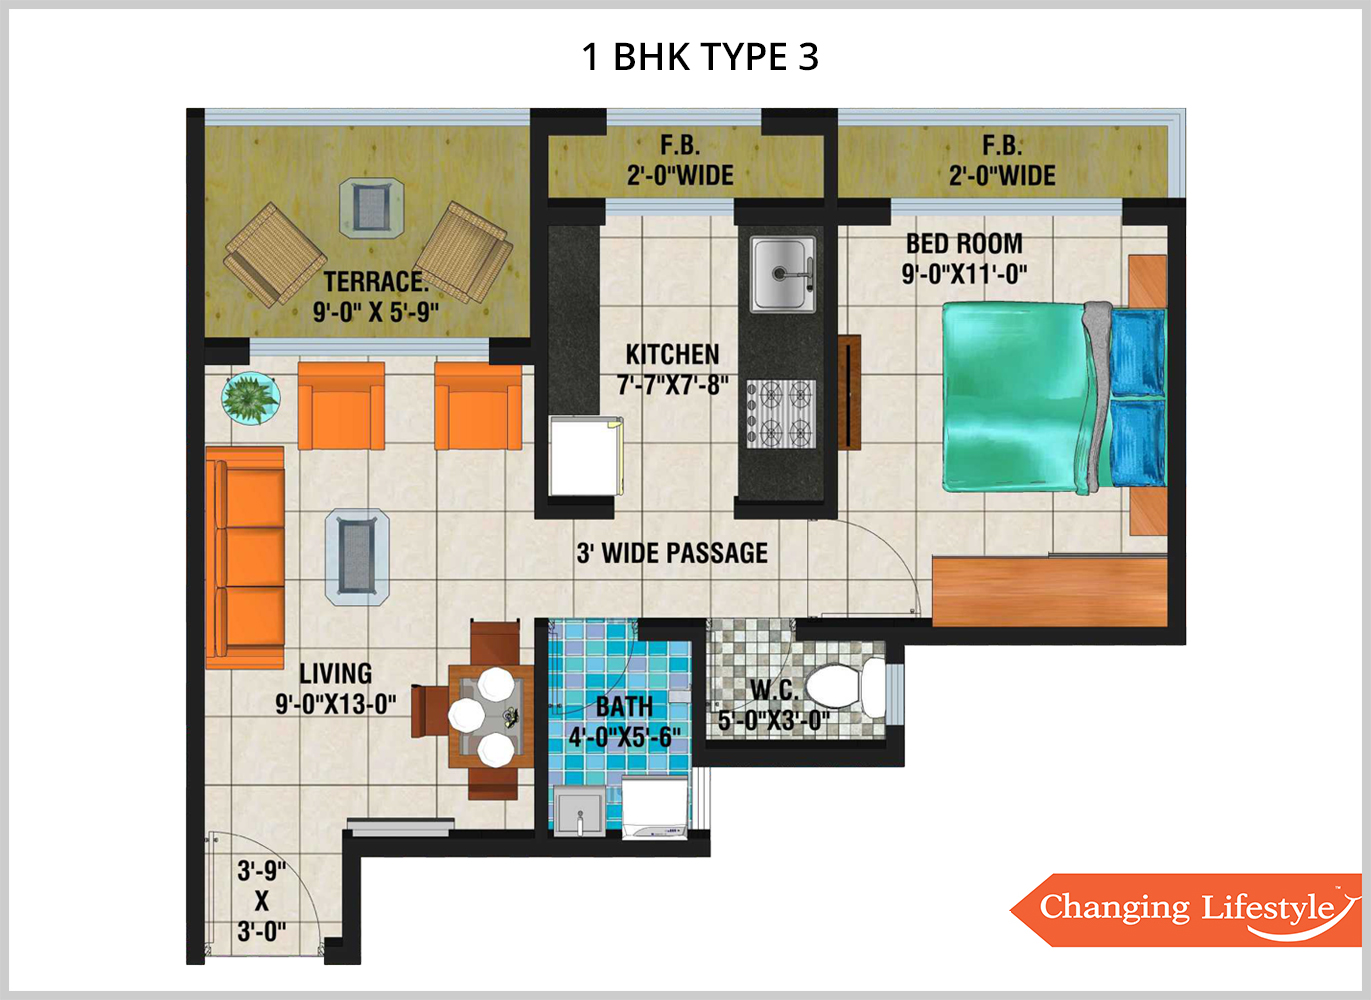 1 BHK TYPE 3
F.B.
2'-0"WIDE
F.B.
2'-0"WIDE
BED ROOM
9'-0"X11'-0"
TERRACE.
9'-0" X 5'-9"
KITCHEN
7'-7"X7'-8"
3' WIDE PASSAGE
LIVING
9'-0"X13-0"
BATH
4'-0"X5'-6"
W.C.
5'-0"X3'-0"
3'-9"
X
3'-0"
Changing Lifestyle™